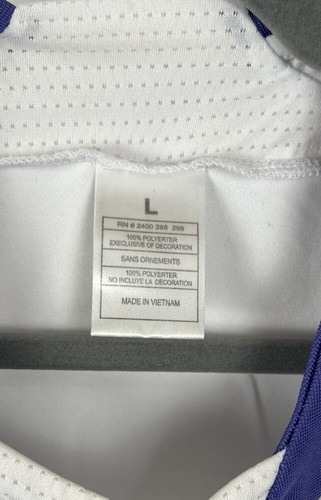 L
RN # 2400 288 299
100% POLYERTER
EXECLUSIVE OF DECORATION
SANS ORNEMENTS
100% POLYERTER
NO INCLUYE LA DECORATION
MADE IN VIETNAM